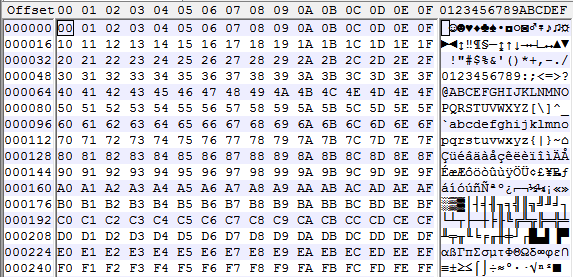 Offset 00 01 02 03 04 05 06 07 08 09 0A 0B 0C 0D 0E 0F 0123456789ABCDEF
000000 00 01 02 03 04 05 06 07 08 09 0A 0B 0C 0D 0E 0F ☺☻♥♦♣♠•◘○◙♂♀♪♫☼
000016 10 11 12 13 14 15 16 17 18 19 1A 1B 1C 1D 1E 1F ►◄↕‼¶§▬↨↑↓→←∟↔▲▼
000032 20 21 22 23 24 25 26 27 28 29 2A 2B 2C 2D 2E 2F  !"#$%&'()*+,-./
000048 30 31 32 33 34 35 36 37 38 39 3A 3B 3C 3D 3E 3F 0123456789:;<=>?
000064 40 41 42 43 45 46 47 48 49 4A 4B 4C 4E 4D 4E 4F @ABCEFGHIJKLNMNO
000080 50 51 52 53 54 55 56 57 58 59 5A 5B 5C 5D 5E 5F PQRSTUVWXYZ[\]^_
000096 60 61 62 63 64 65 66 67 68 69 6A 6B 6C 6D 6E 6F `abcdefghijklmno
000112 70 71 72 73 74 75 76 77 78 79 7A 7B 7C 7D 7E 7F pqrstuvwxyz{|}~⌂
000128 80 81 82 83 84 85 86 87 88 89 8A 8B 8C 8D 8E 8F ÇüéâäàåçêëèïîìÄÅ
000144 90 91 92 93 94 95 96 97 98 99 9A 9B 9C 9D 9E 9F ÉæÆôöòûùÿÖÜ¢£¥₧ƒ
000160 A0 A1 A2 A3 A4 A5 A6 A7 A8 A9 AA AB AC AD AE AF áíóúñÑªº¿⌐¬½¼¡«»
000176 B0 B1 B2 B3 B4 B5 B6 B7 B8 B9 BA BB BC BD BE BF ░▒▓│┤╡╢╖╕╣║╗╝╜╛┐
000192 C0 C1 C2 C3 C4 C5 C6 C7 C8 C9 CA CB CC CD CE CF └┴┬├─┼╞╟╚╔╩╦╠═╬╧
000208 D0 D1 D2 D3 D4 D5 D6 D7 D8 D9 DA DB DC DD DE DF ╨╤╥╙╘╒╓╫╪┘┌█▄▌▐▀
000224 E0 E1 E2 E3 E4 E5 E6 E7 E8 E9 EA EB EC ED EE EF αßΓπΣσµτΦΘΩδ∞φε∩
000240 F0 F1 F2 F3 F4 F5 F6 F7 F8 F9 FA FB FC FD FE FF ≡±≥≤⌠⌡÷≈°∙·√ⁿ²■